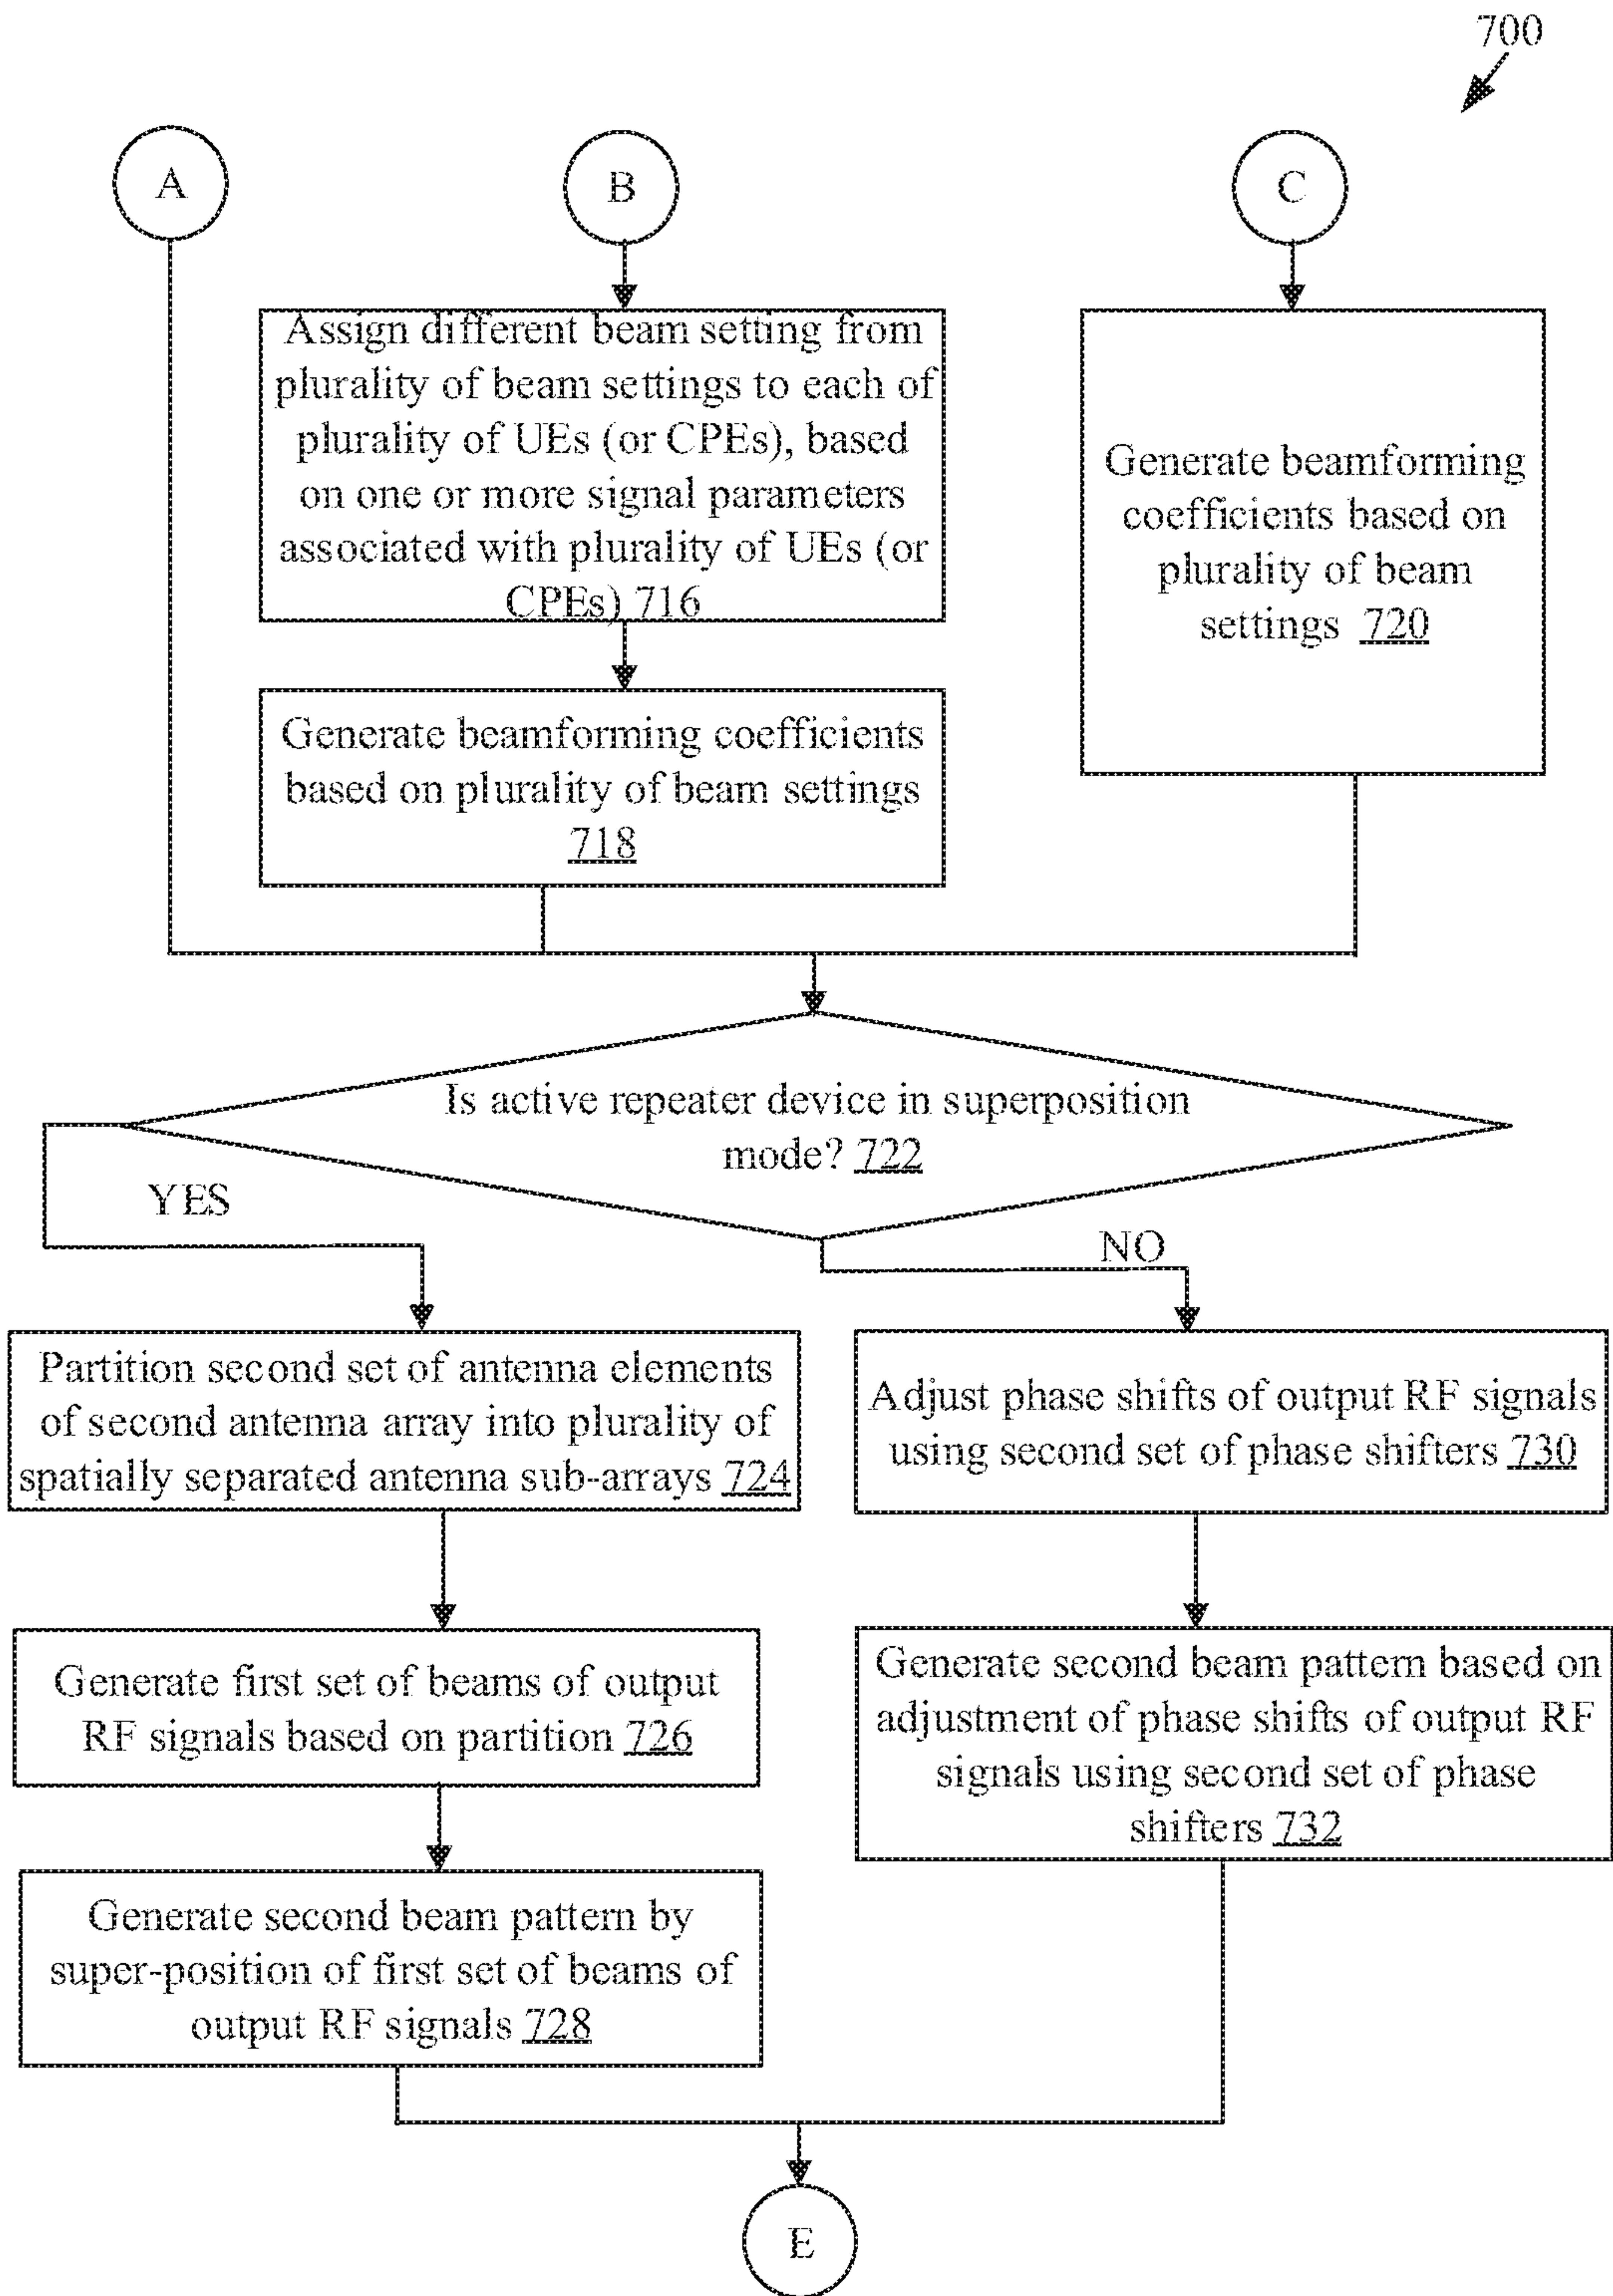 700
A
B
C
Assign different beam setting from
plurality of beam settings to each of
plurality of UEs (or CPEs), based
on one or more signal parameters
associated with plurality of UEs (or
CPEs) 716
Generate beamforming
coefficients based on
plurality of beam
settings 720
Generate beamforming coefficients
based on plurality of beam settings
718
Is active repeater device in superposition
mode? 722
YES
NO
Partition second set of antenna elements
of second antenna array into plurality of
spatially separated antenna sub-arrays 724
Adjust phase shifts of output RF signals
using second set of phase shifters 730
Generate first set of beams of output
RF signals based on partition 726
Generate second beam pattern based on
adjustment of phase shifts of output RF
signals using second set of phase
shifters 732
Generate second beam pattern by
super-position of first set of beams of
output RF signals 728
E